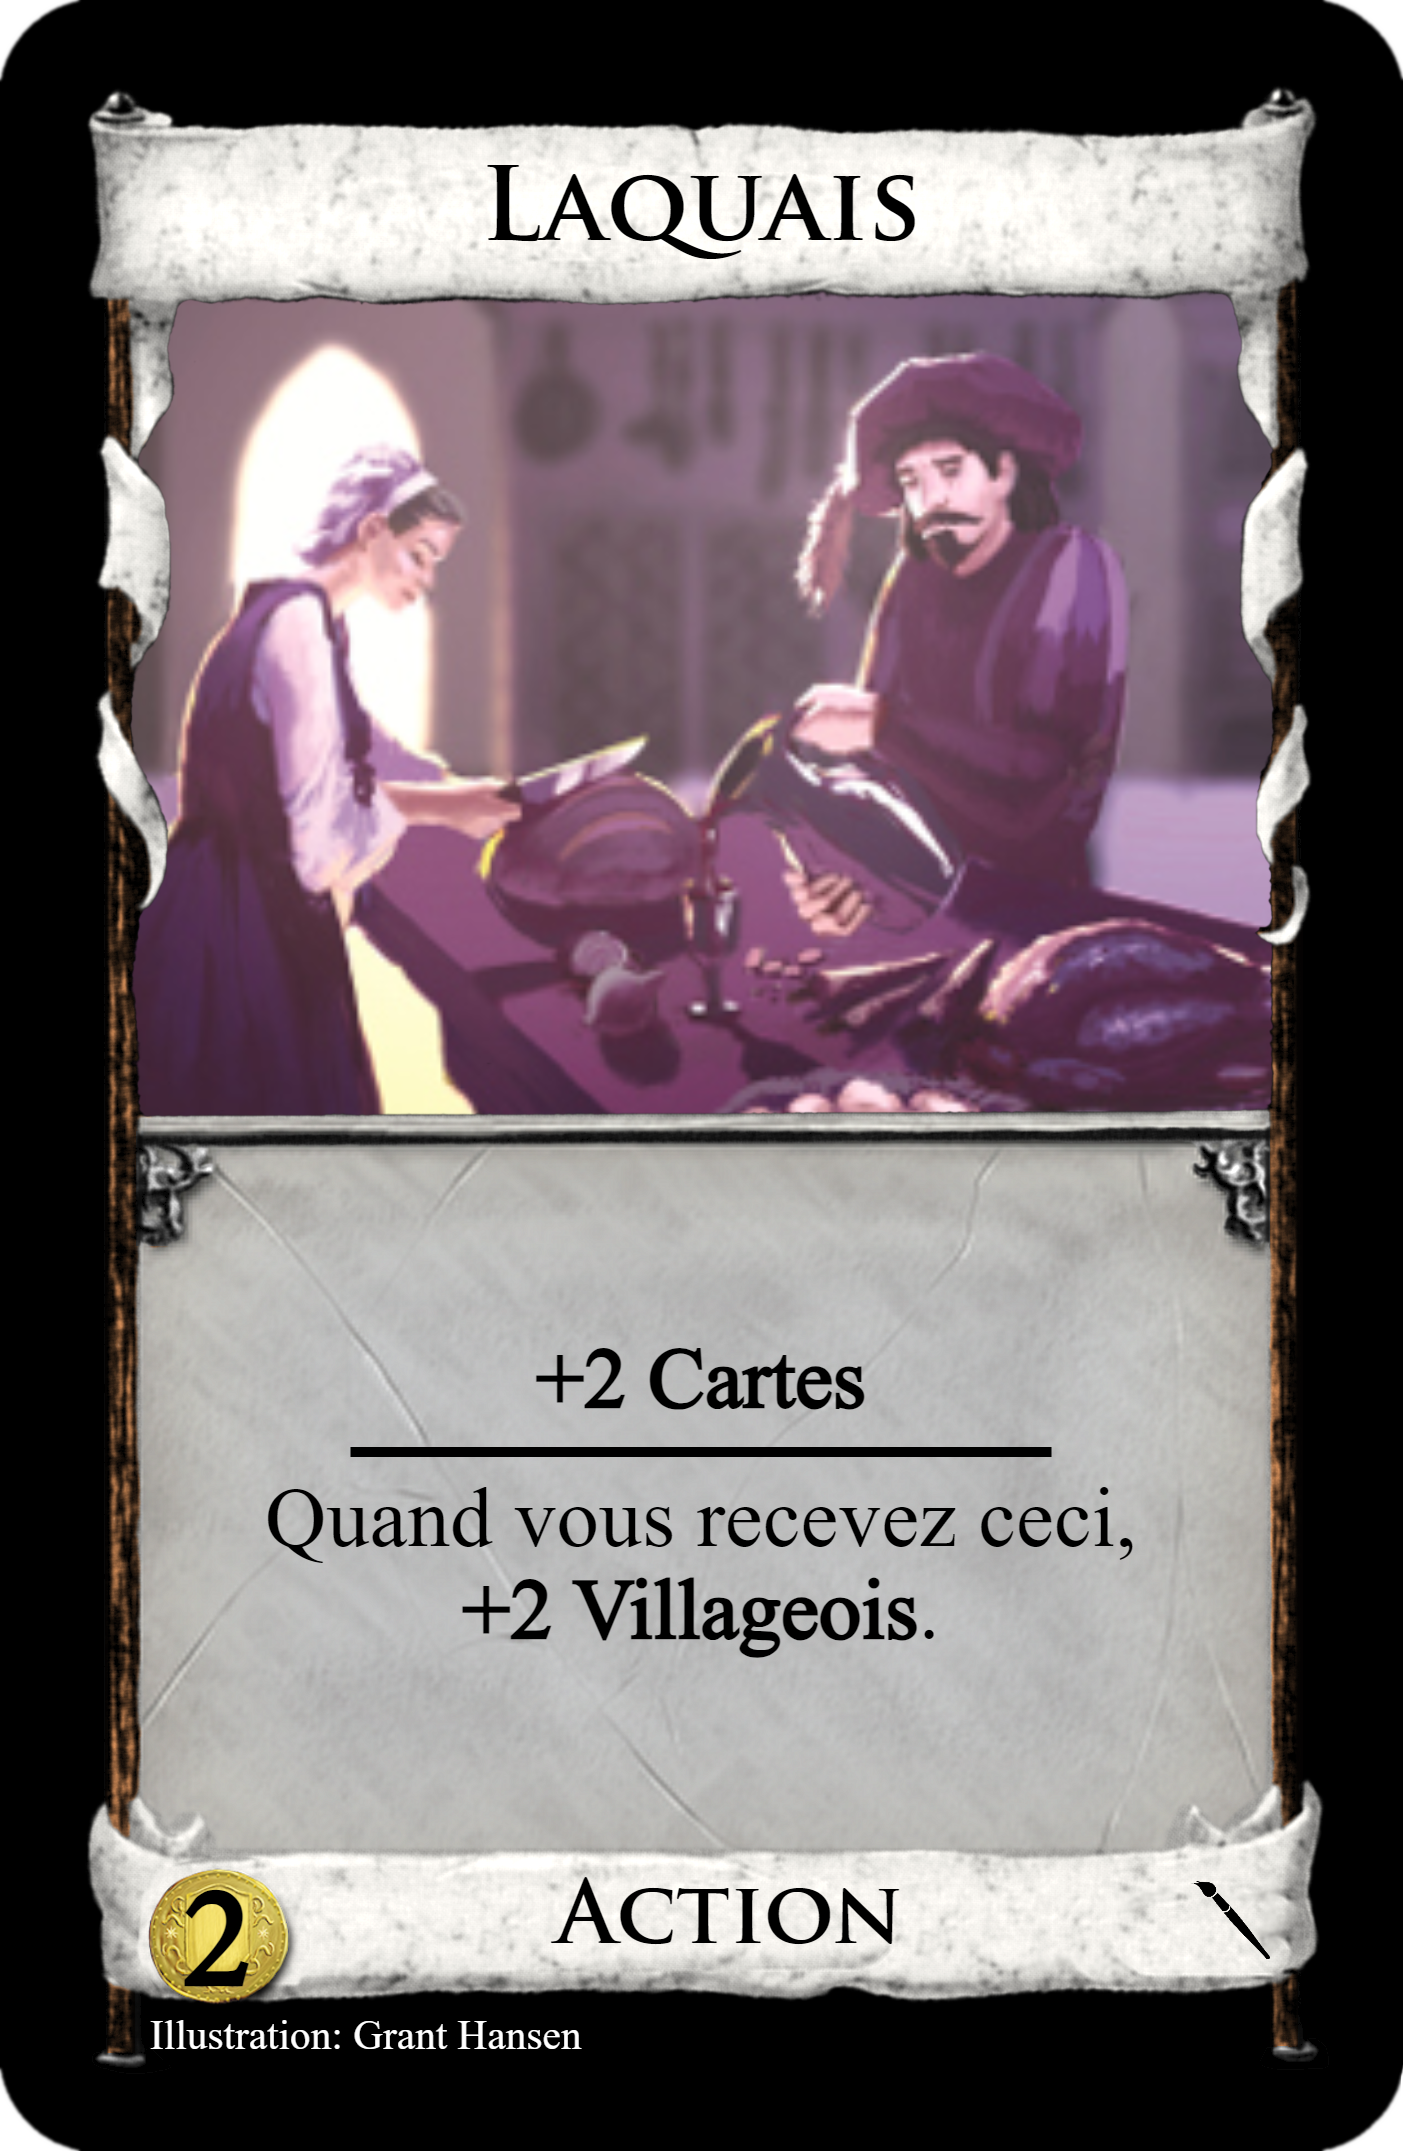 LAQUAIS
+2 Cartes
Quand vous recevez ceci,
+2 Villageois.
2
ACTION
Illustration: Grant Hansen